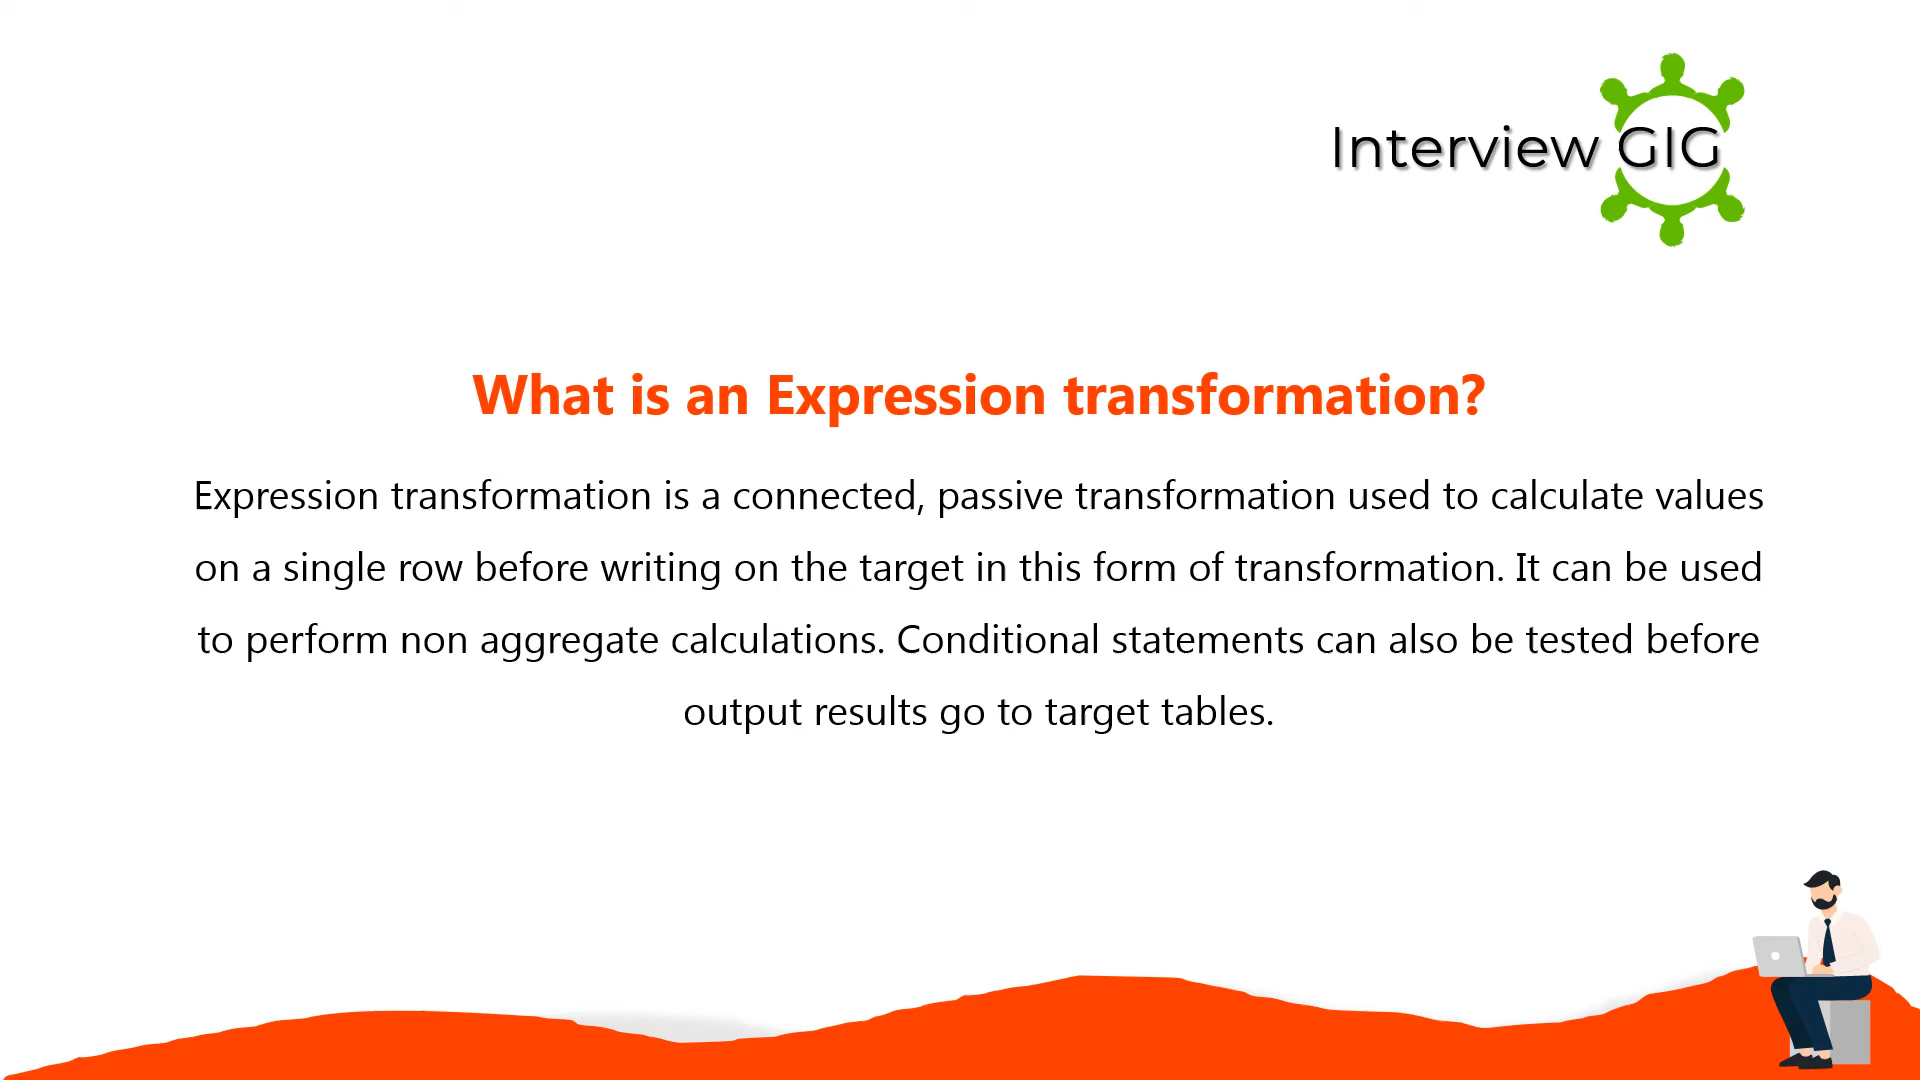 Interview GIG
What is an Expression transformation?
Expression transformation is a connected, passive transformation used to calculate values
on a single row before writing on the target in this form of transformation. It can be used
to perform non aggregate calculations. Conditional statements can also be tested before
output results go to target tables.